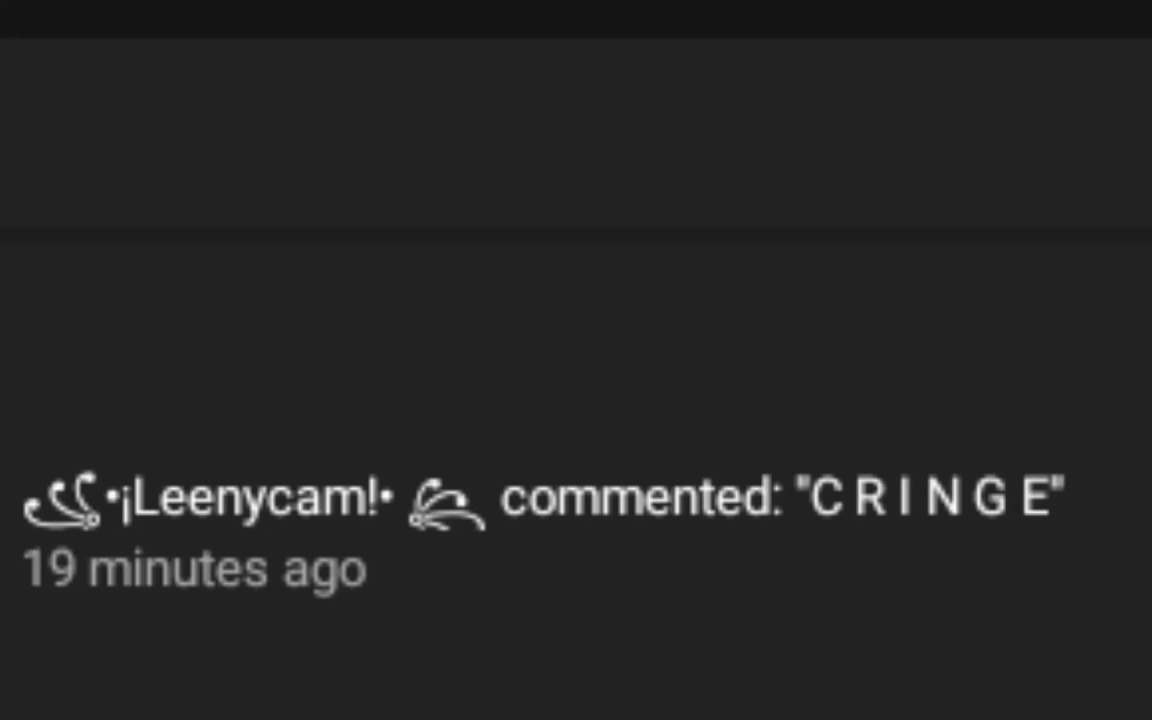 ꧁•¡Leenycam!• ꧂ commented: "C R I N G E"
19 minutes ago